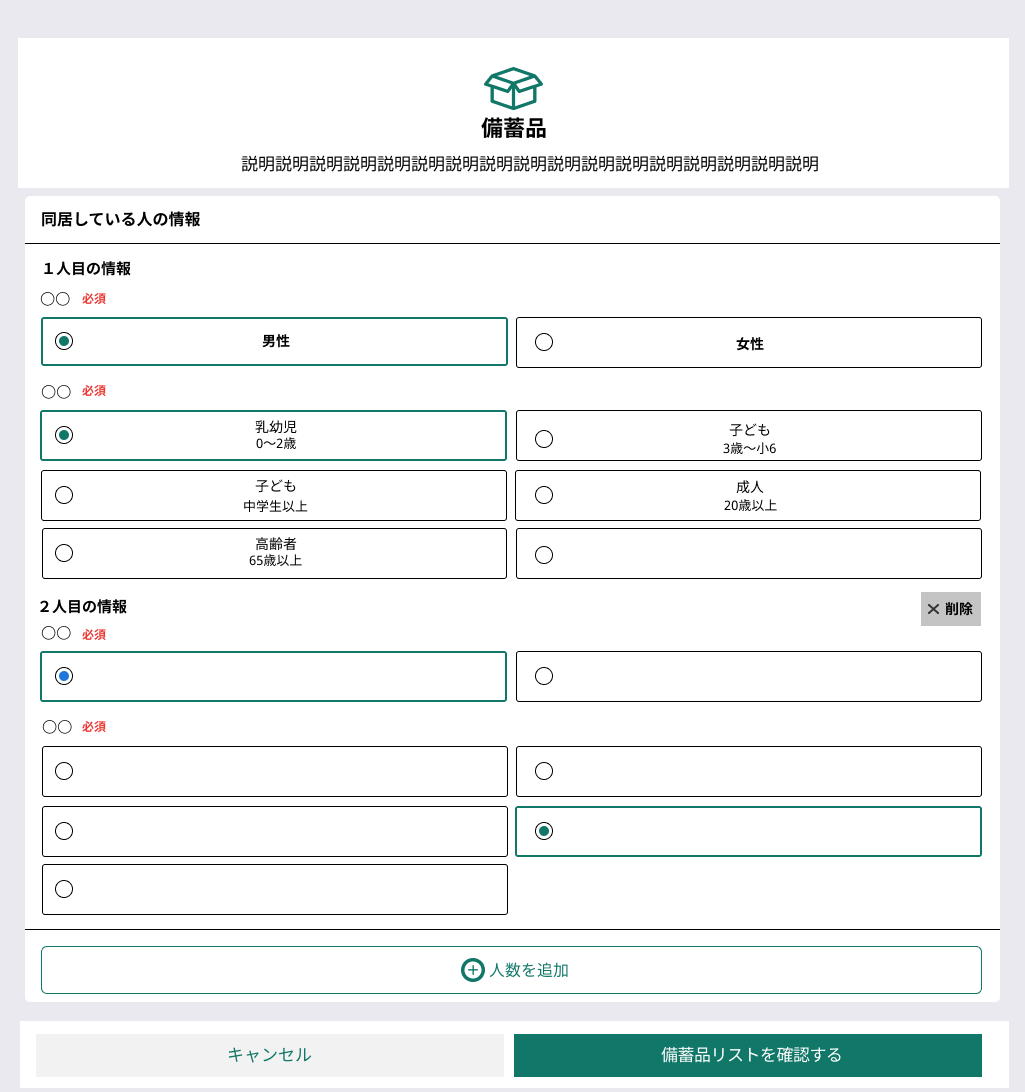 備蓄品
説明説明説明説明説明説明説明説明説明説明説明説明説明説明説明説明説明
同居している人の情報
１人目の情報
〇〇 必須
男性
女性
〇〇 必須
乳幼児
0〜2歳
子ども
3歳〜小6
子ども
中学生以上
成人
20歳以上
高齢者
65歳以上
２人目の情報
× 削除
〇〇 必須
〇〇 必須
人数を追加
キャンセル
備蓄品リストを確認する